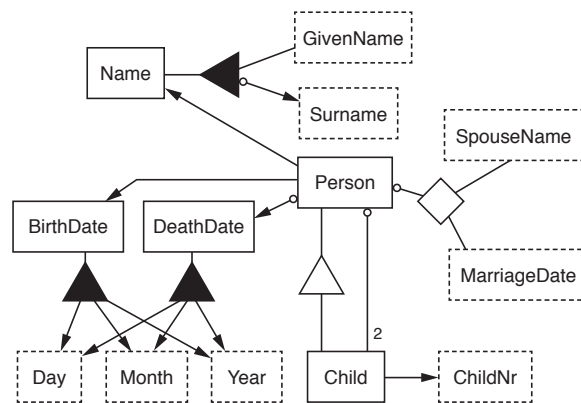 GivenName
Name
Surname
SpouseName
Person
BirthDate
DeathDate
MarriageDate
2
Day
Month
Year
Child
ChildNr